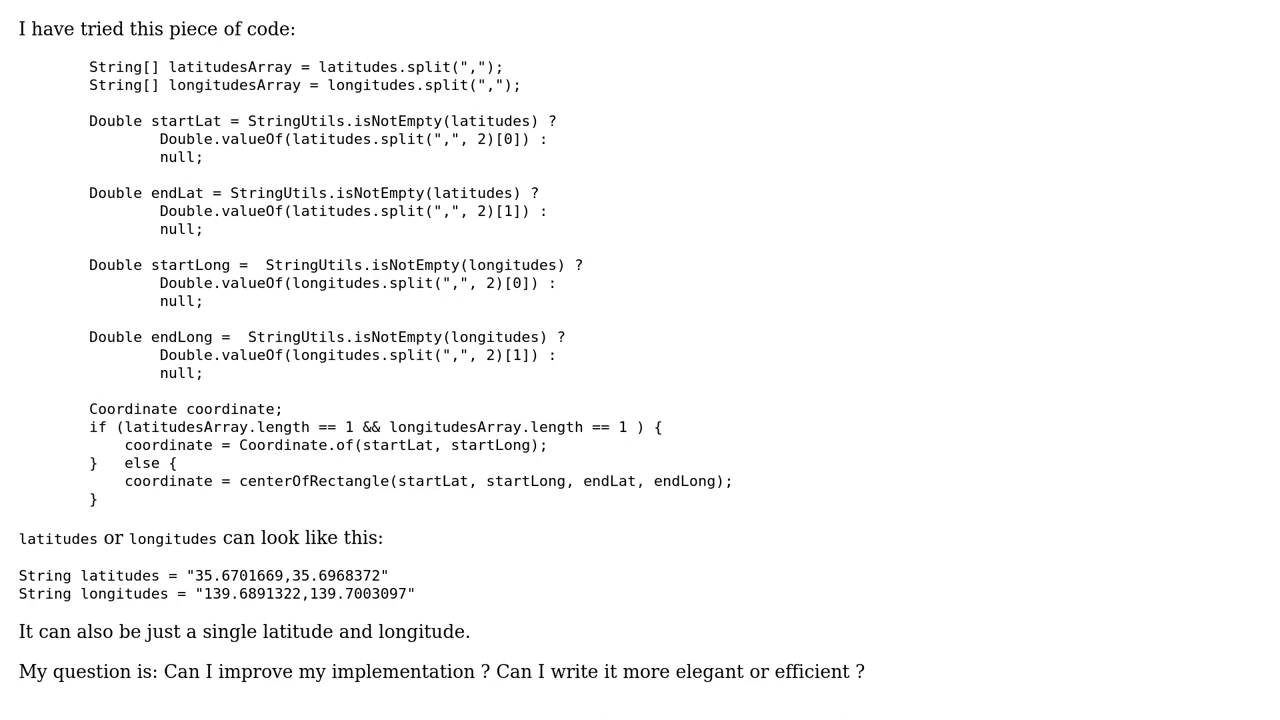 I have tried this piece of code:
String[] latitudesArray = latitudes.split(",");
String[] longitudesArray = longitudes.split(",");
Double startLat = StringUtils.isNotEmpty(latitudes) ?
Double.valueOf(latitudes.split(",", 2)[0]) :
null;
Double endLat = StringUtils.isNotEmpty(latitudes) ?
Double.valueOf(latitudes.split(",", 2)[1]) :
null;
Double startLong =  StringUtils.isNotEmpty(longitudes) ?
Double.valueOf(longitudes.split(",", 2)[0]) :
null;
Double endLong =  StringUtils.isNotEmpty(longitudes) ?
Double.valueOf(longitudes.split(",", 2)[1]) :
null;
Coordinate coordinate;
if (latitudesArray.length == 1 && longitudesArray.length == 1 ) {
coordinate = Coordinate.of(startLat, startLong);
}   else {
coordinate = centerOfRectangle(startLat, startLong, endLat, endLong);
}
latitudes or longitudes can look like this:
String latitudes = "35.6701669,35.6968372"
String longitudes = "139.6891322,139.7003097"
It can also be just a single latitude and longitude.
My question is: Can I improve my implementation ? Can I write it more elegant or efficient ?